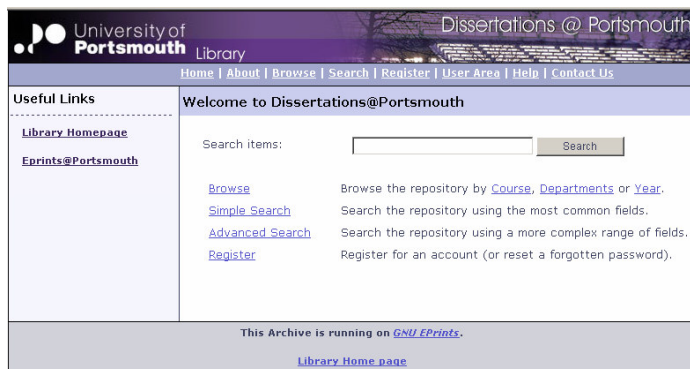 University of
Portsmouth
Library
Dissertations @ Portsmouth
Home | About | Browse | Search | Register | User Area | Help | Contact Us
Useful Links
Library Homepage
Eprints@Portsmouth
Welcome to Dissertations@Portsmouth
Search items:
Search
Browse Browse the repository by Course, Departments or Year.
Simple Search Search the repository using the most common fields.
Advanced Search Search the repository using a more complex range of fields.
Register Register for an account (or reset a forgotten password).
This Archive is running on GNU EPrints.
Library Home page